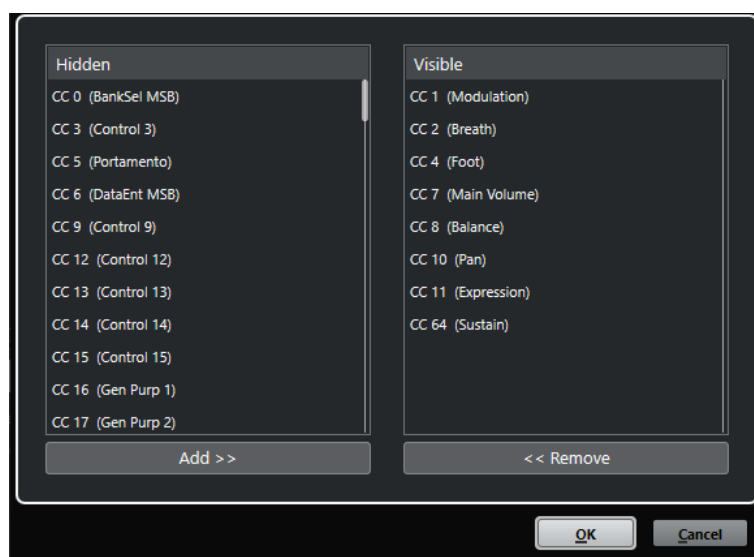 Hidden
CC 0 (BankSel MSB)
CC 3 (Control 3)
CC 5 (Portamento)
CC 6 (DataEnt MSB)
CC 9 (Control 9)
CC 12 (Control 12)
CC 13 (Control 13)
CC 14 (Control 14)
CC 15 (Control 15)
CC 16 (Gen Purp 1)
CC 17 (Gen Purp 2)
Add >>
Visible
CC 1 (Modulation)
CC 2 (Breath)
CC 4 (Foot)
CC 7 (Main Volume)
CC 8 (Balance)
CC 10 (Pan)
CC 11 (Expression)
CC 64 (Sustain)
<< Remove
OK
Cancel